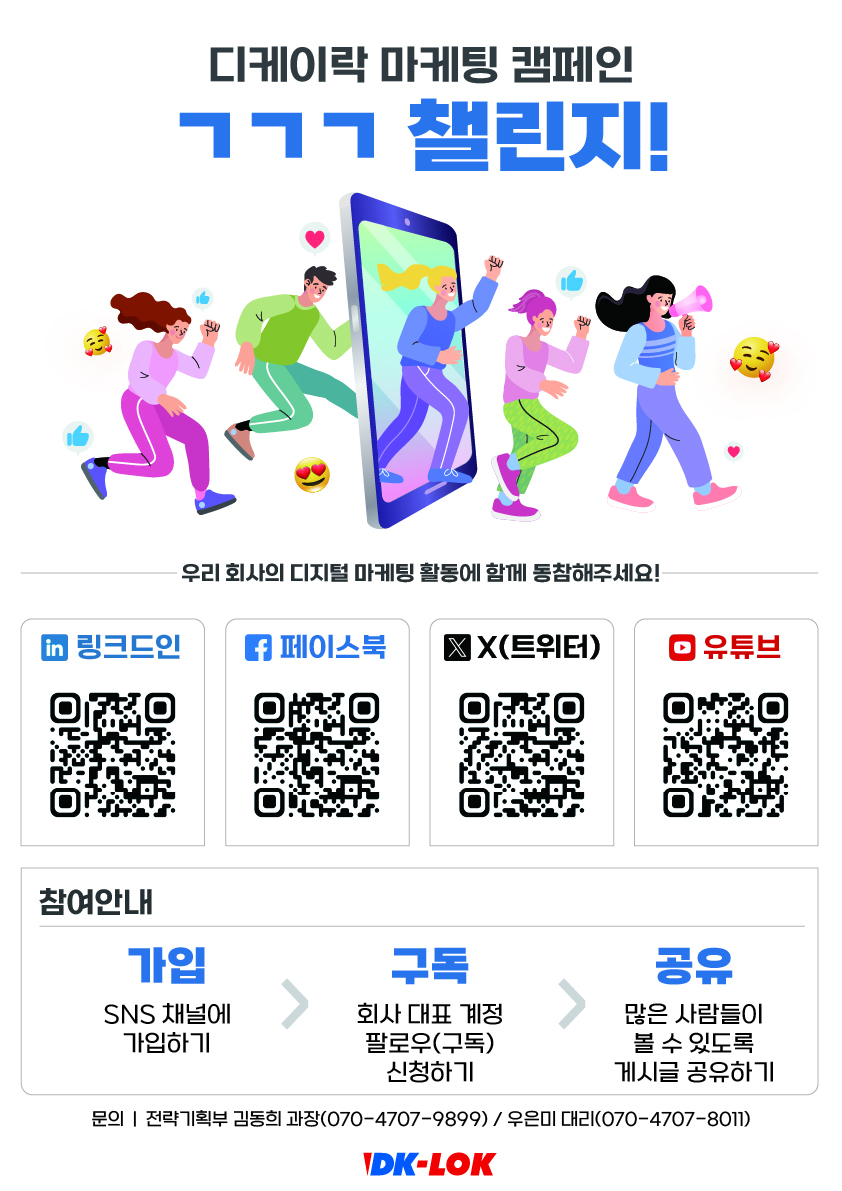 디케이락 마케팅 캠페인
ㄱㄱㄱ 챌린지!
우리 회사의 디지털 마케팅 활동에 함께 동참해주세요!
in 링크드인
f 페이스북
X X(트위터)
유튜브
참여안내
가입
SNS 채널에
가입하기
구독
회사 대표 계정
팔로우(구독)
신청하기
공유
많은 사람들이
볼 수 있도록
게시글 공유하기
문의 | 전략기획부 김동희 과장(070-4707-9899) / 우은미 대리(070-4707-8011)
DK-LOK